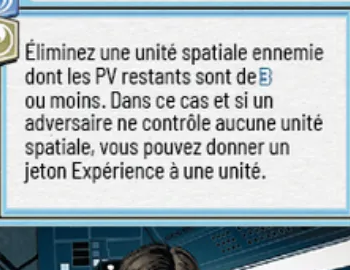 Éliminez une unité spatiale ennemie
dont les PV restants sont de 3
ou moins. Dans ce cas et si un
adversaire ne contrôle aucune unité
spatiale, vous pouvez donner un
jeton Expérience à une unité.